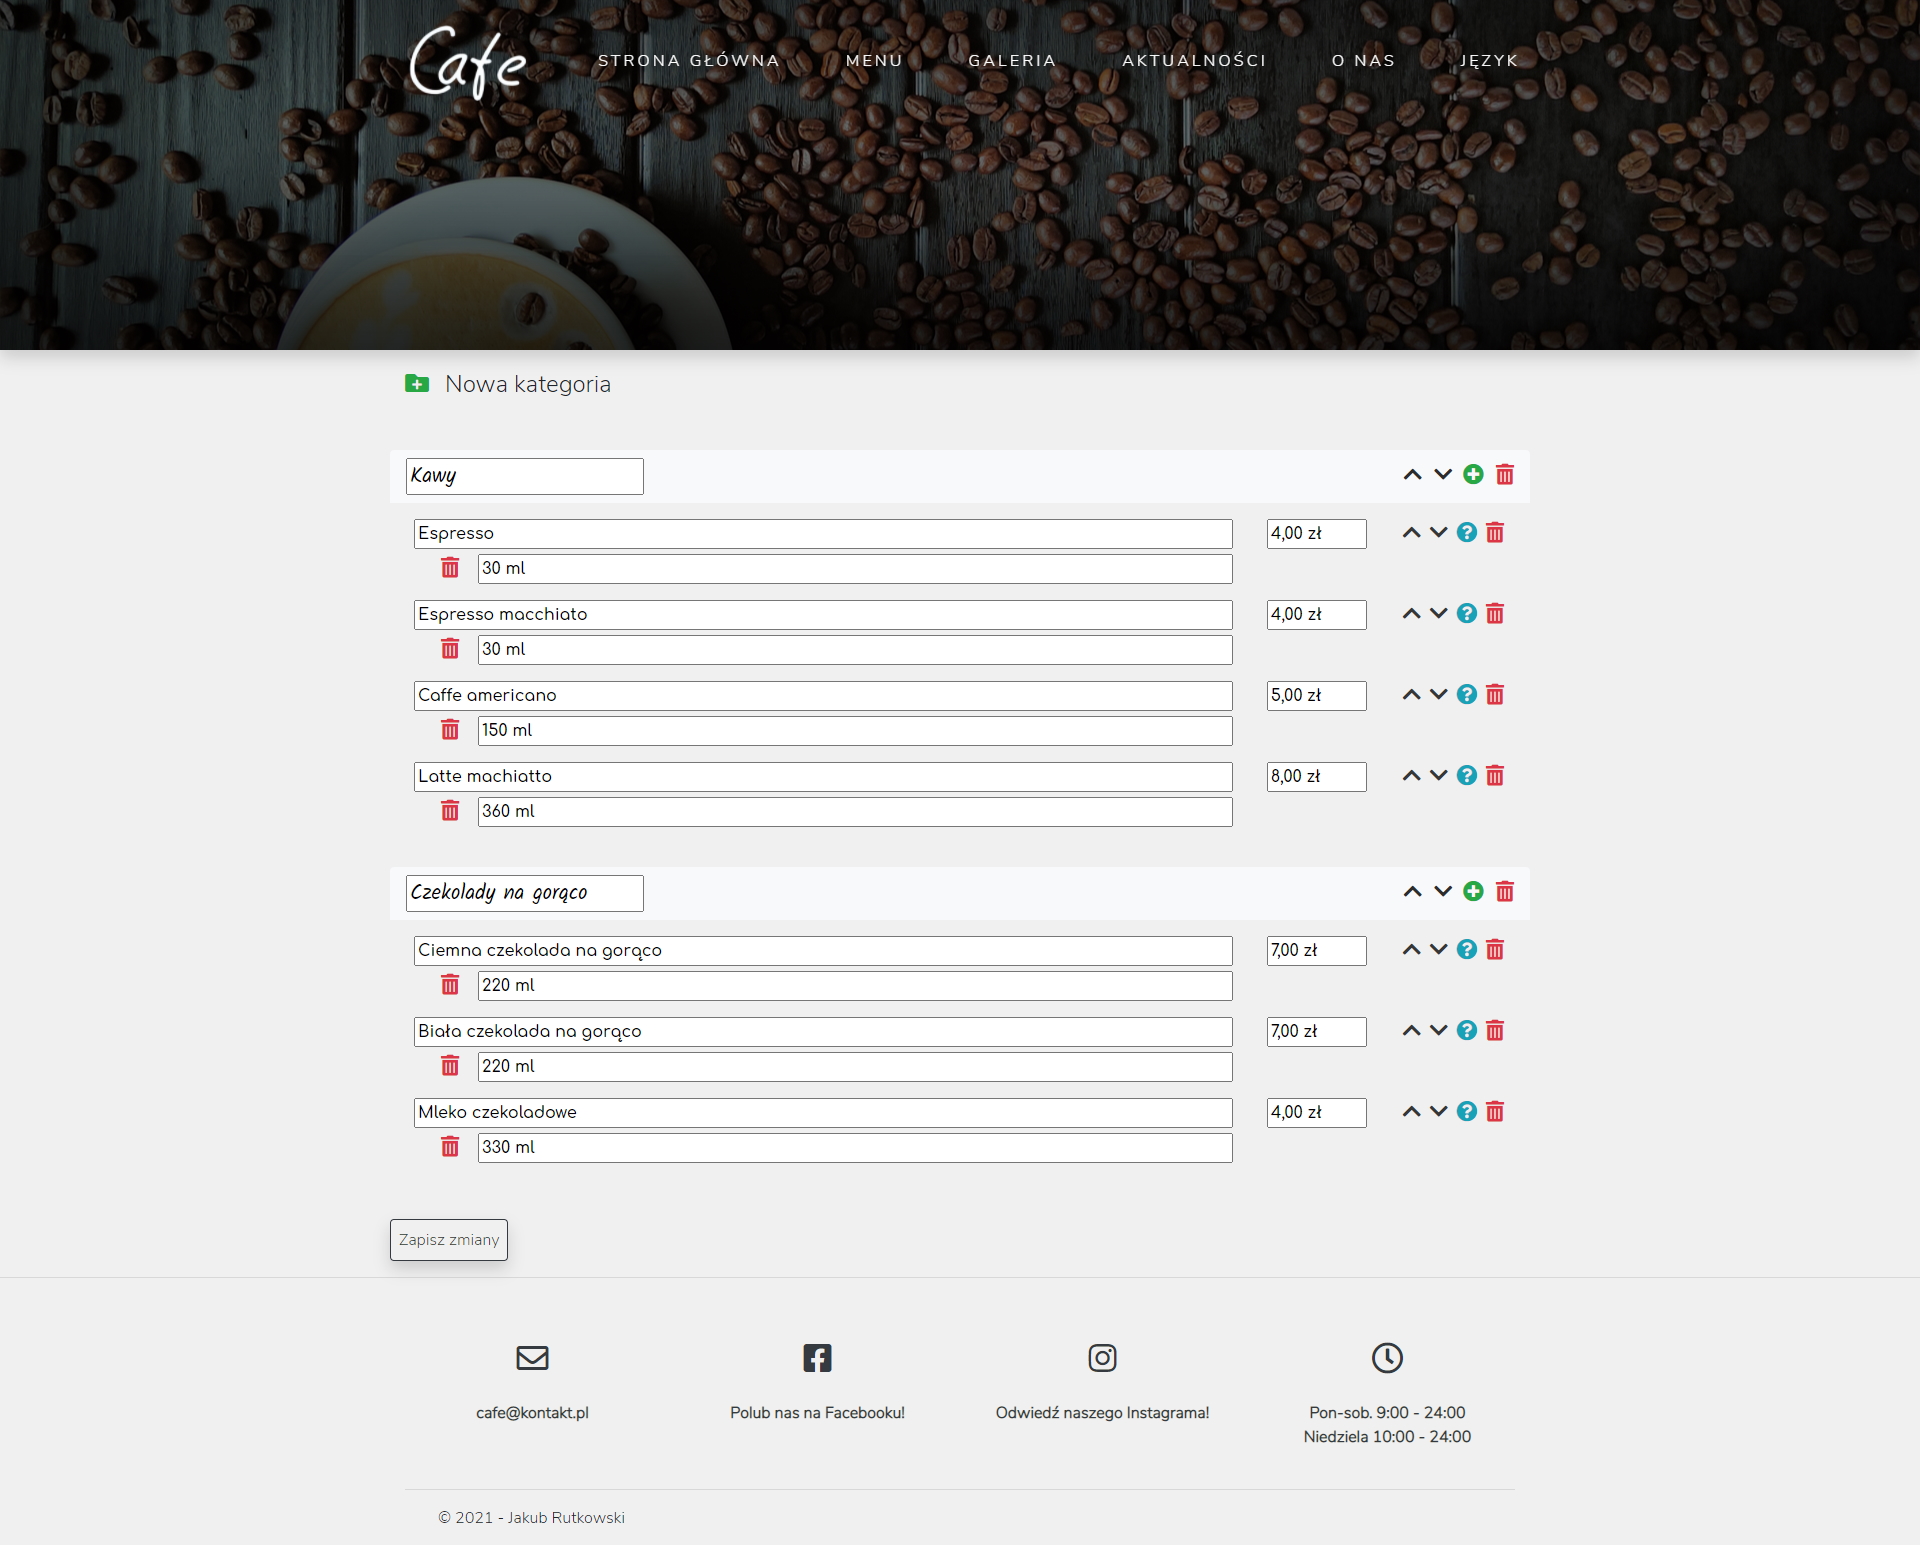 Cafe
STRONA GŁÓWNA MENU GALERIA AKTUALNOŚCI O NAS JĘZYK
Nowa kategoria
Kawy
Espresso 4,00 zł
30 ml
Espresso macchiato 4,00 zł
30 ml
Caffe americano 5,00 zł
150 ml
Latte machiatto 8,00 zł
360 ml
Czekolady na gorąco
Ciemna czekolada na gorąco 7,00 zł
220 ml
Biała czekolada na gorąco 7,00 zł
220 ml
Mleko czekoladowe 4,00 zł
330 ml
Zapisz zmiany
cafe@kontakt.pl Polub nas na Facebooku! Odwiedź naszego Instagrama! Pon-sob. 9:00 - 24:00
Niedziela 10:00 - 24:00
© 2021 - Jakub Rutkowski